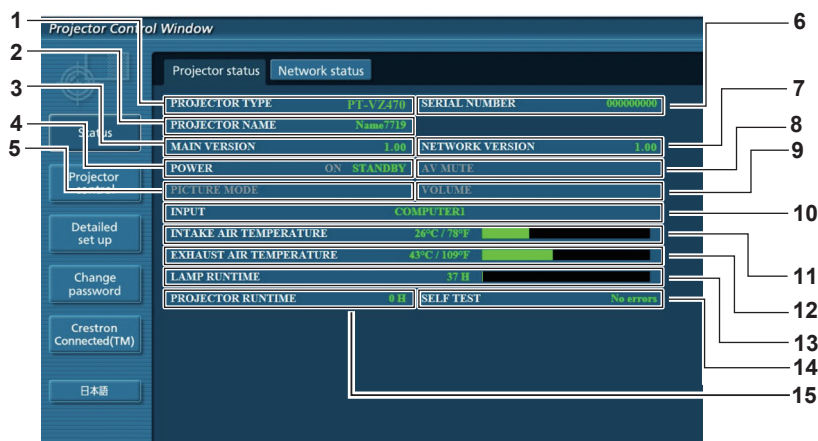 Projector Control Window
1
2
3
4
5
6
7
8
9
10
11
12
13
14
15
Projector status Network status
PROJECTOR TYPE PT-VZ470 SERIAL NUMBER 000000000
PROJECTOR NAME Name7719
MAIN VERSION 1.00 NETWORK VERSION 1.00
POWER ON STANDBY AV MUTE
PICTURE MODE VOLUME
INPUT COMPUTER1
INTAKE AIR TEMPERATURE 26°C / 78°F
EXHAUST AIR TEMPERATURE 43°C / 109°F
LAMP RUNTIME 37 H
PROJECTOR RUNTIME 0 H SELF TEST No errors
Status
Projector
control
Detailed
set up
Change
password
Crestron
Connected(TM)
日本語